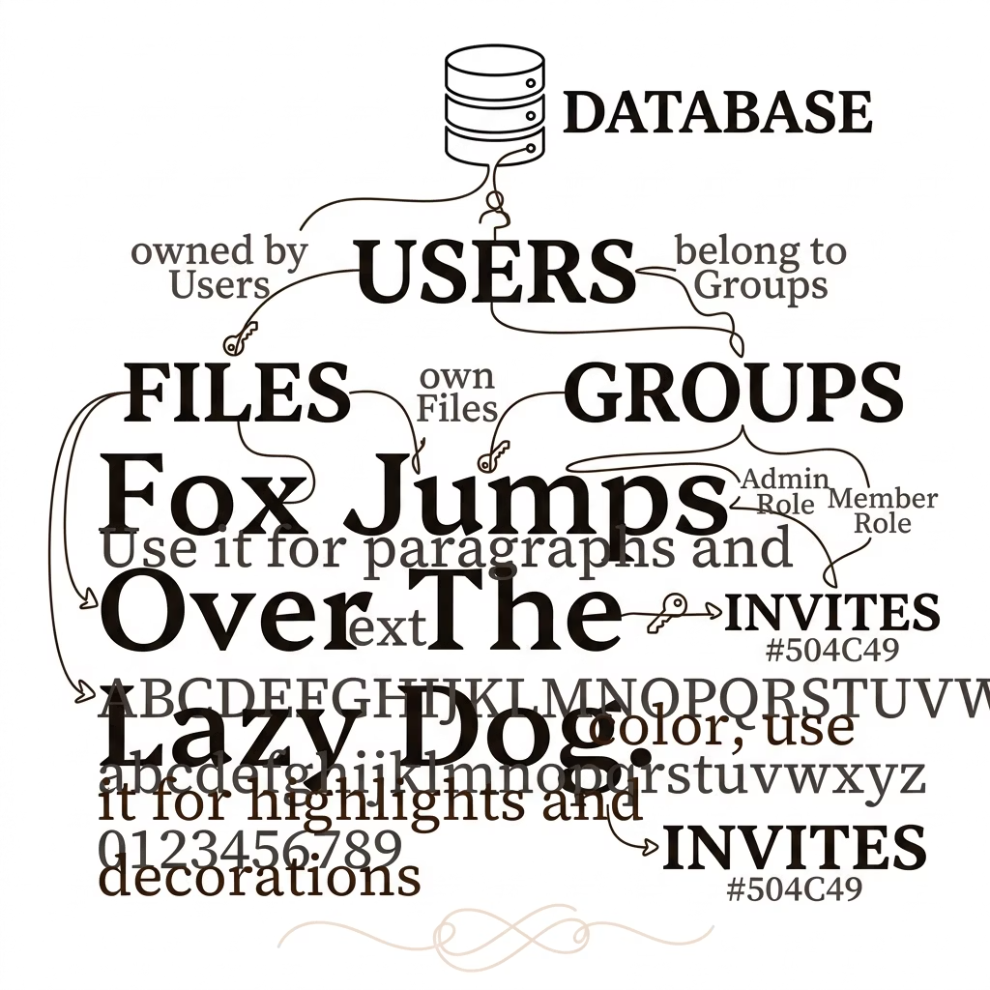 DATABASE
owned by
Users
USERS
belong to
Groups
FILES
own
Files
GROUPS
Fox Jumps
Admin
Role
Member
Role
Use it for paragraphs and
Over The
ext
INVITES
#504C49
ABCDEFGHIJKLMNOPQRSTUVW
Lazy Dog.
color, use
abcdefghijklmnopqrstuvwxyz
it for highlights and
0123456789
decorations
INVITES
#504C49